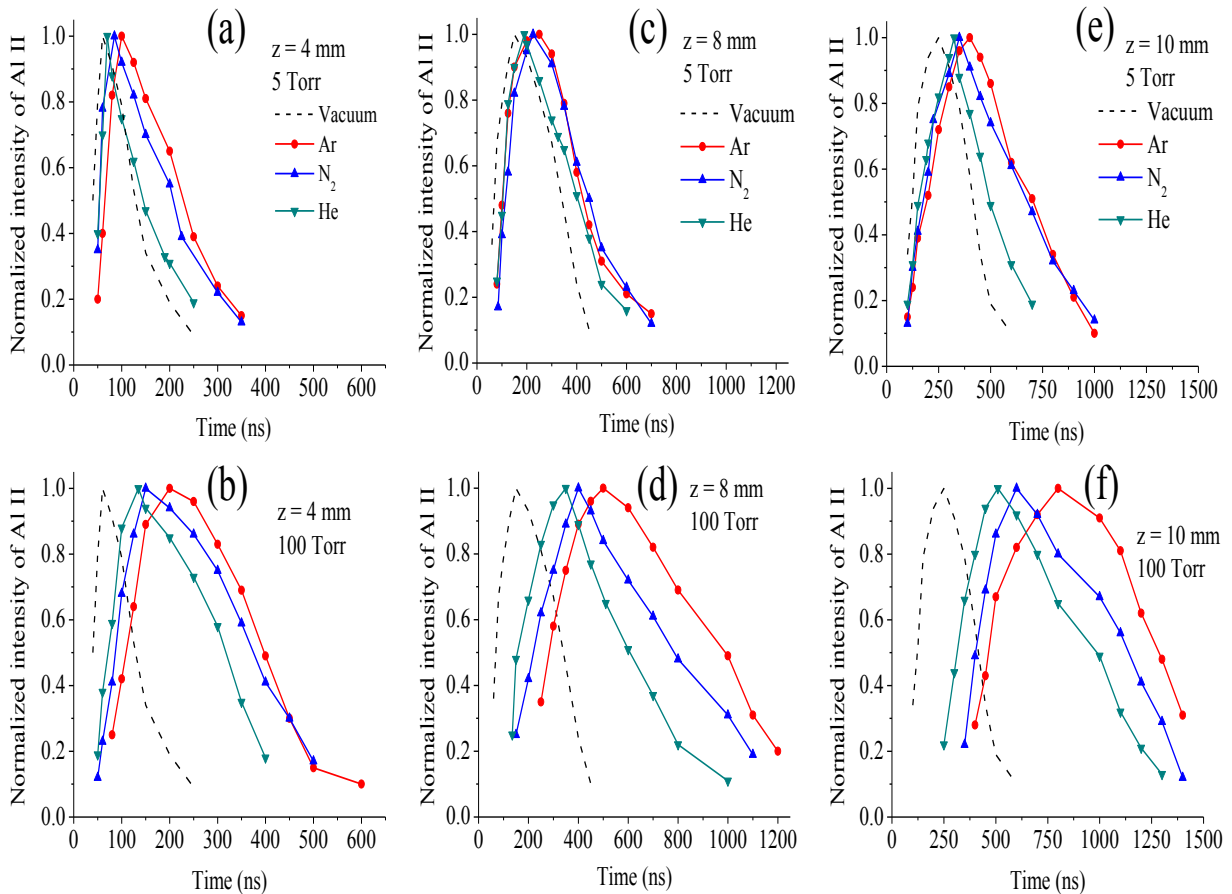 (a)
z = 4 mm
5 Torr
Vacuum
Ar
N₂
He
Normalized intensity of Al II
1.0
0.8
0.6
0.4
0.2
0.0
100 200 300 400 500 600
Time (ns)
(c)
z = 8 mm
5 Torr
Vacuum
Ar
N₂
He
Normalized intensity of Al II
1.0
0.8
0.6
0.4
0.2
0.0
0 200 400 600 800 1000 1200
Time (ns)
(e)
z = 10 mm
5 Torr
Vacuum
Ar
N₂
He
Normalized intensity of Al II
1.0
0.8
0.6
0.4
0.2
0.0
0 250 500 750 1000 1250 1500
Time (ns)
(b)
z = 4 mm
100 Torr
Normalized intensity of Al II
1.0
0.8
0.6
0.4
0.2
0.0
100 200 300 400 500 600
Time (ns)
(d)
z = 8 mm
100 Torr
Normalized intensity of Al II
1.0
0.8
0.6
0.4
0.2
0.0
0 200 400 600 800 1000 1200
Time (ns)
(f)
z = 10 mm
100 Torr
Normalized intensity of Al II
1.0
0.8
0.6
0.4
0.2
0.0
0 250 500 750 1000 1250 1500
Time (ns)